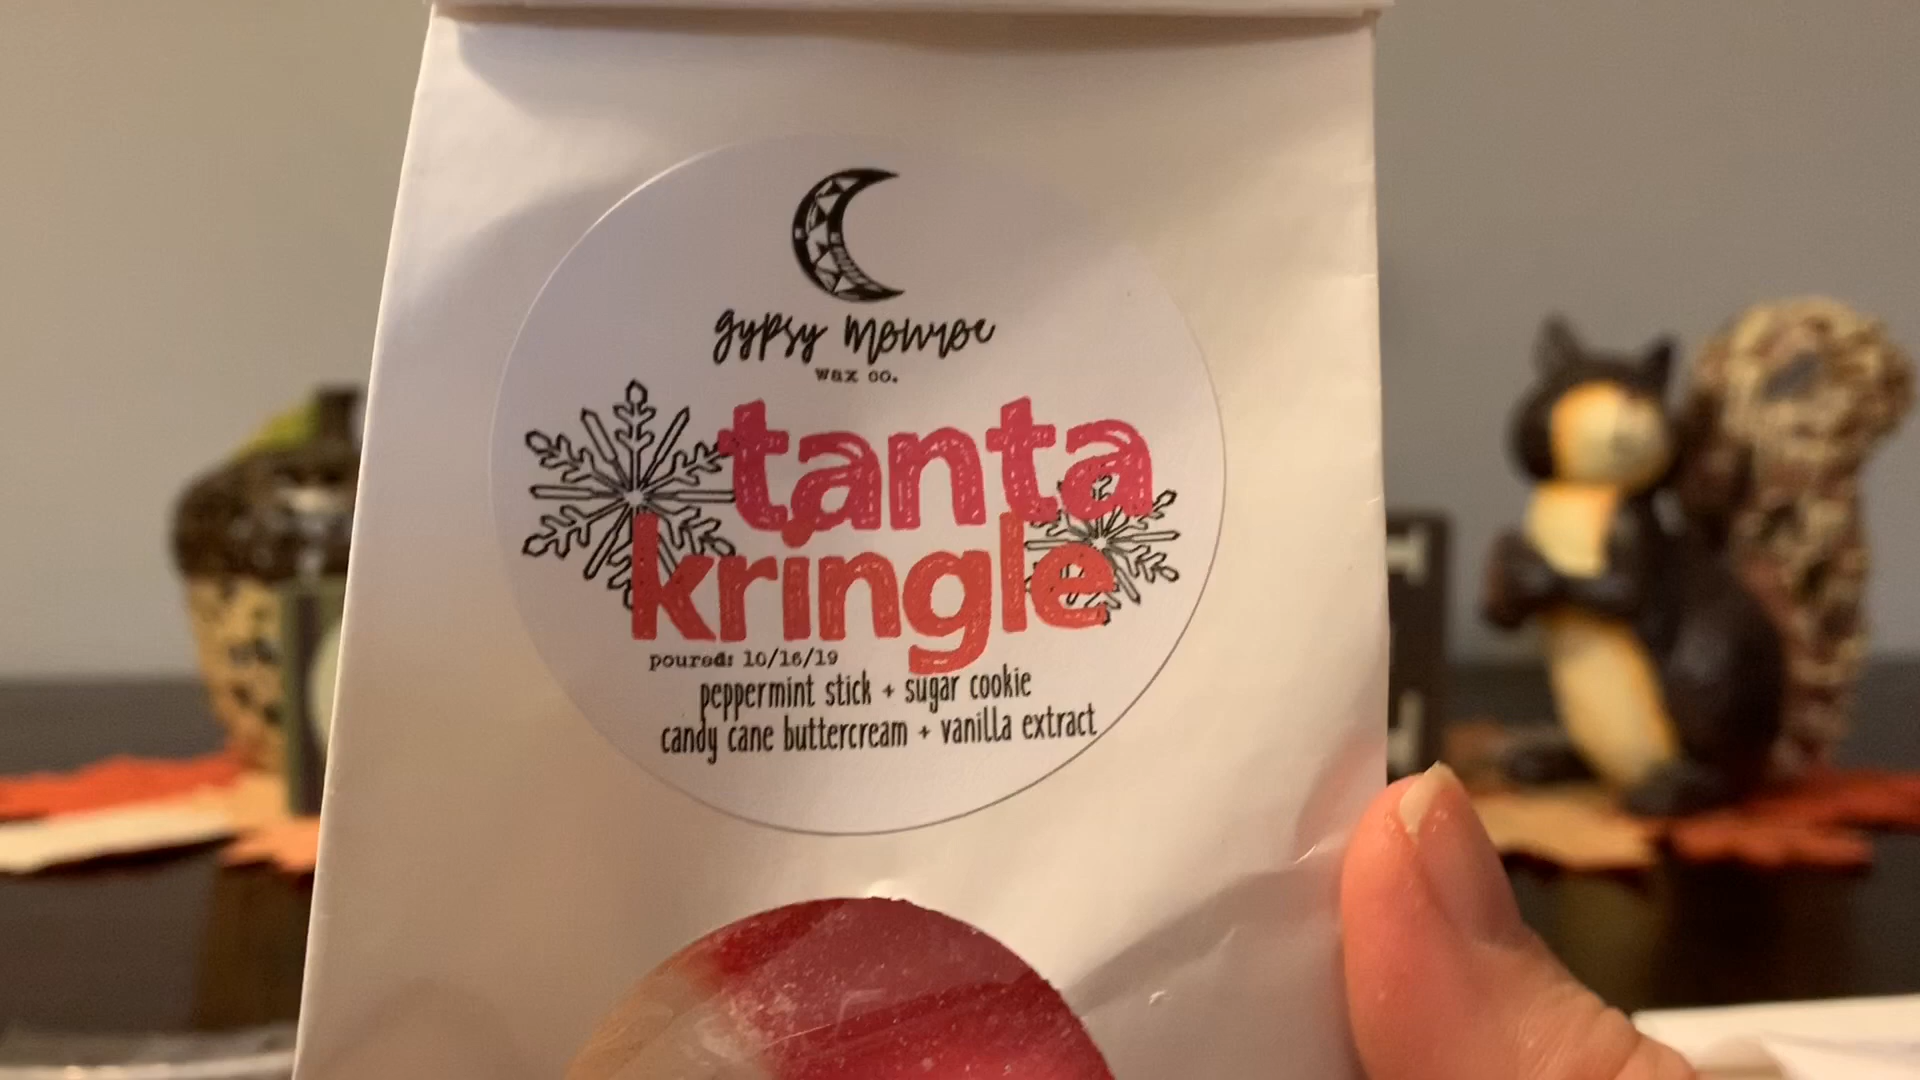 gypsy monroe
wax co.
tanta
kringle
poured: 10/16/19
peppermint stick + sugar cookie
candy cane buttercream + vanilla extract